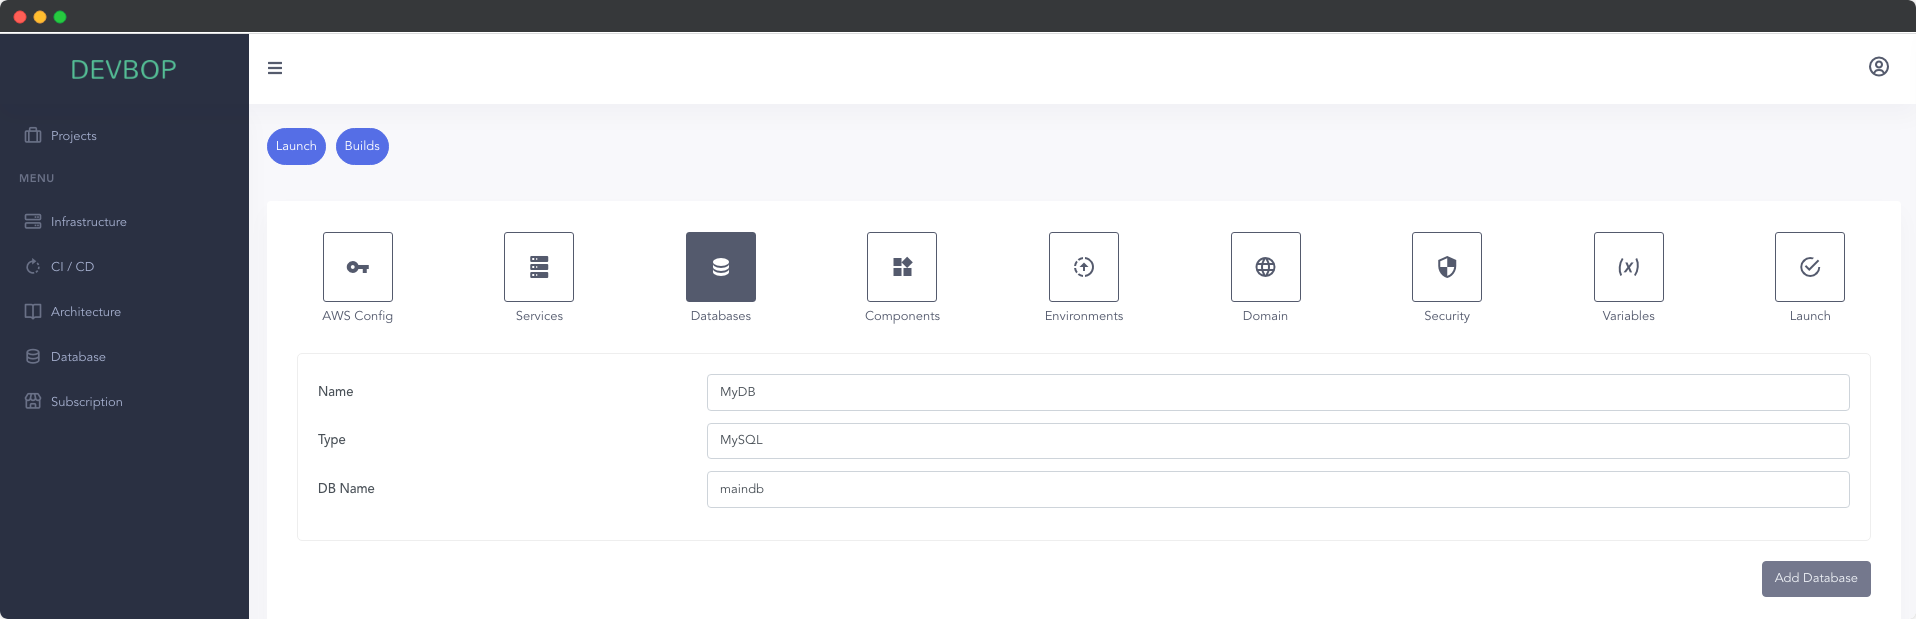 DEVBOP
Projects
MENU
Infrastructure
CI / CD
Architecture
Database
Subscription
Launch Builds
AWS Config Services Databases Components Environments Domain Security Variables Launch
Name MyDB
Type MySQL
DB Name maindb
Add Database